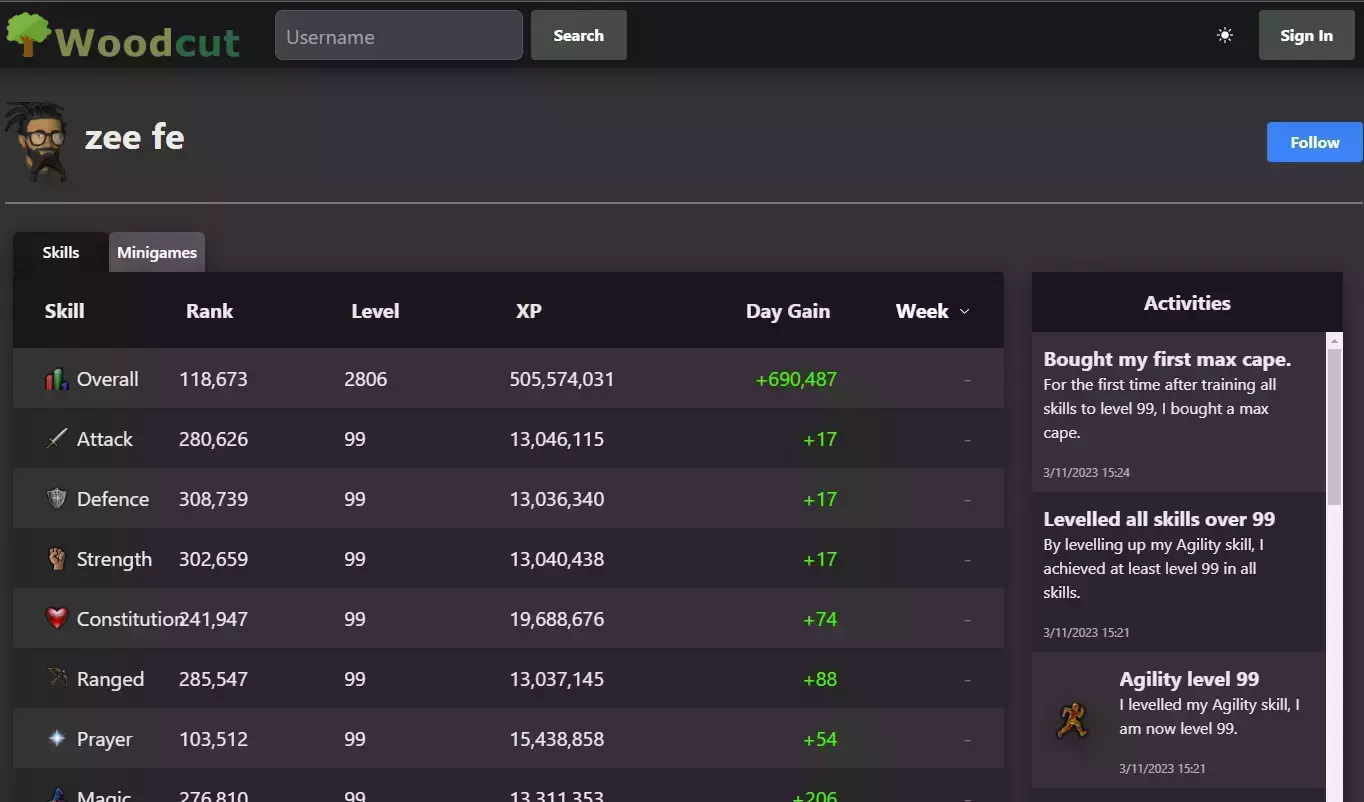 Woodcut
Username
Search
Sign In
zee fe
Follow
Skills
Minigames
Skill Rank Level XP Day Gain Week
Overall 118,673 2806 505,574,031 +690,487 -
Attack 280,626 99 13,046,115 +17 -
Defence 308,739 99 13,036,340 +17 -
Strength 302,659 99 13,040,438 +17 -
Constitution 241,947 99 19,688,676 +74 -
Ranged 285,547 99 13,037,145 +88 -
Prayer 103,512 99 15,438,858 +54 -
Magic 276,810 99 13,311,353 +206
Activities
Bought my first max cape.
For the first time after training all
skills to level 99, I bought a max
cape.
3/11/2023 15:24
Levelled all skills over 99
By levelling up my Agility skill, I
achieved at least level 99 in all
skills.
3/11/2023 15:21
Agility level 99
I levelled my Agility skill, I
am now level 99.
3/11/2023 15:21